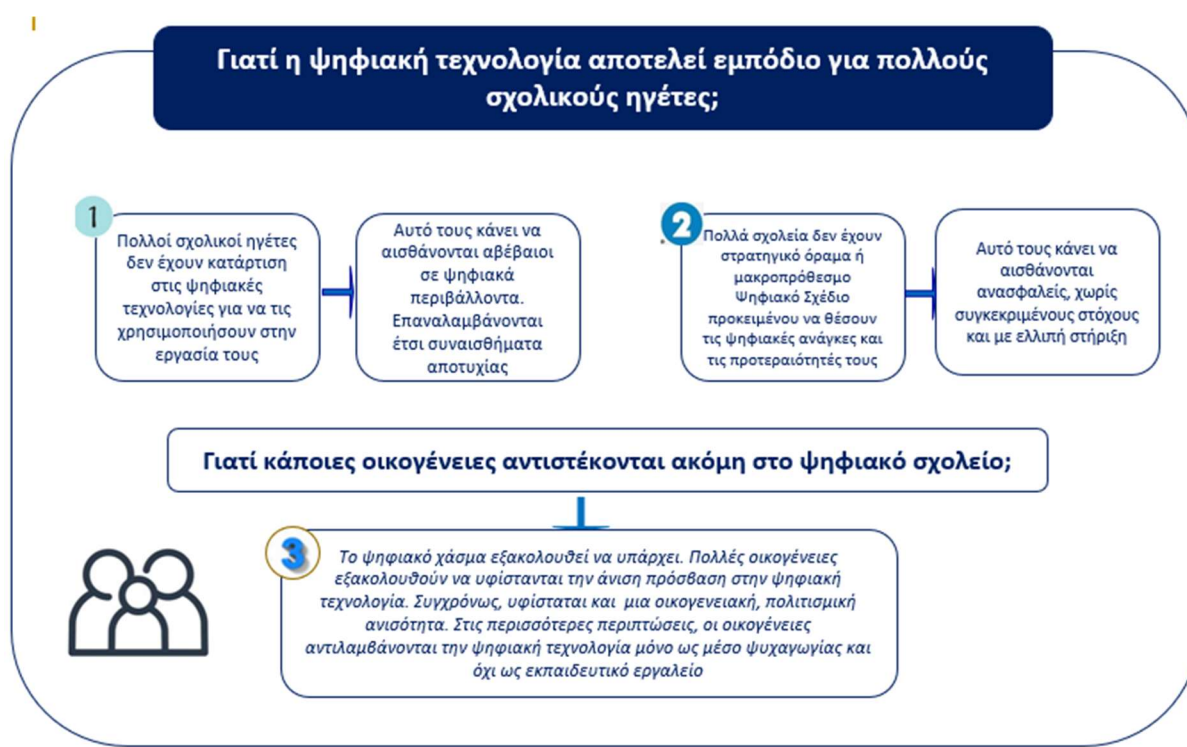 Γιατί η ψηφιακή τεχνολογία αποτελεί εμπόδιο για πολλούς
σχολικούς ηγέτες;
1
Πολλοί σχολικοί ηγέτες
δεν έχουν κατάρτιση
στις ψηφιακές
τεχνολογίες για να τις
χρησιμοποιήσουν στην
εργασία τους
Αυτό τους κάνει να
αισθάνονται αβέβαιοι
σε ψηφιακά
περιβάλλοντα.
Επαναλαμβάνονται
έτσι συναισθήματα
αποτυχίας
2
Πολλά σχολεία δεν έχουν
στρατηγικό όραμα ή
μακροπρόθεσμο
Ψηφιακό Σχέδιο
προκειμένου να θέσουν
τις ψηφιακές ανάγκες και
τις προτεραιότητές τους
Αυτό τους κάνει να
αισθάνονται
ανασφαλείς, χωρίς
συγκεκριμένους στόχους
και με ελλιπή στήριξη
Γιατί κάποιες οικογένειες αντιστέκονται ακόμη στο ψηφιακό σχολείο;
3
Το ψηφιακό χάσμα εξακολουθεί να υπάρχει. Πολλές οικογένειες
εξακολουθούν να υφίστανται την άνιση πρόσβαση στην ψηφιακή
τεχνολογία. Συγχρόνως, υφίσταται και μια οικογενειακή, πολιτισμική
ανισότητα. Στις περισσότερες περιπτώσεις, οι οικογένειες
αντιλαμβάνονται την ψηφιακή τεχνολογία μόνο ως μέσο ψυχαγωγίας και
όχι ως εκπαιδευτικό εργαλείο